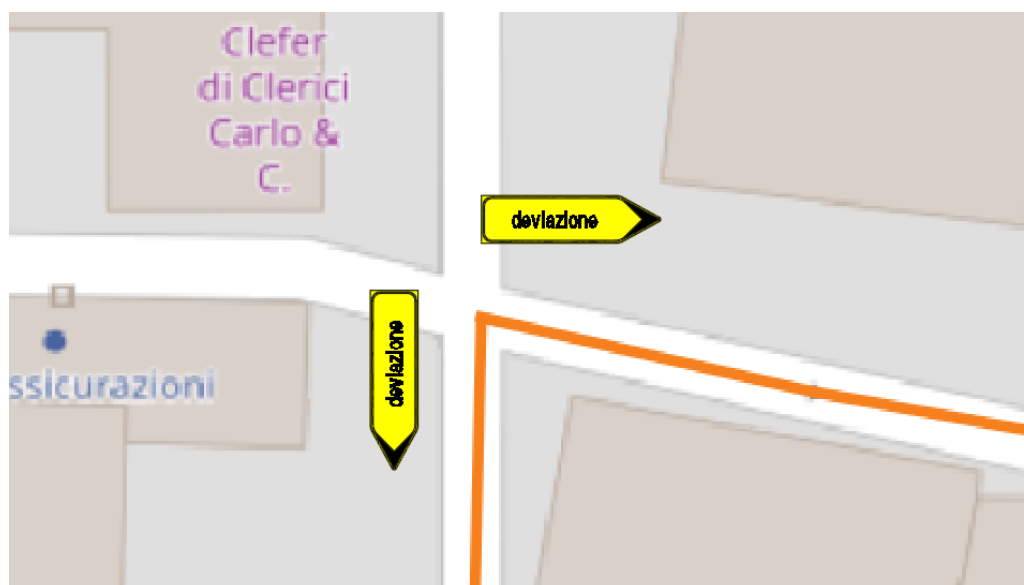 Clefer
di Clerici
Carlo &
C.
deviazione
deviazione
ssicurazioni